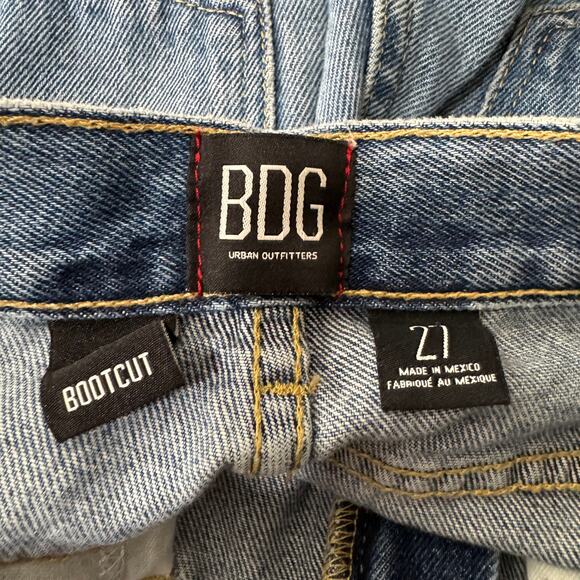 BDG
URBAN OUTFITTERS
BOOTCUT
27
MADE IN MEXICO
FABRIQUÉ AU MEXIQUE